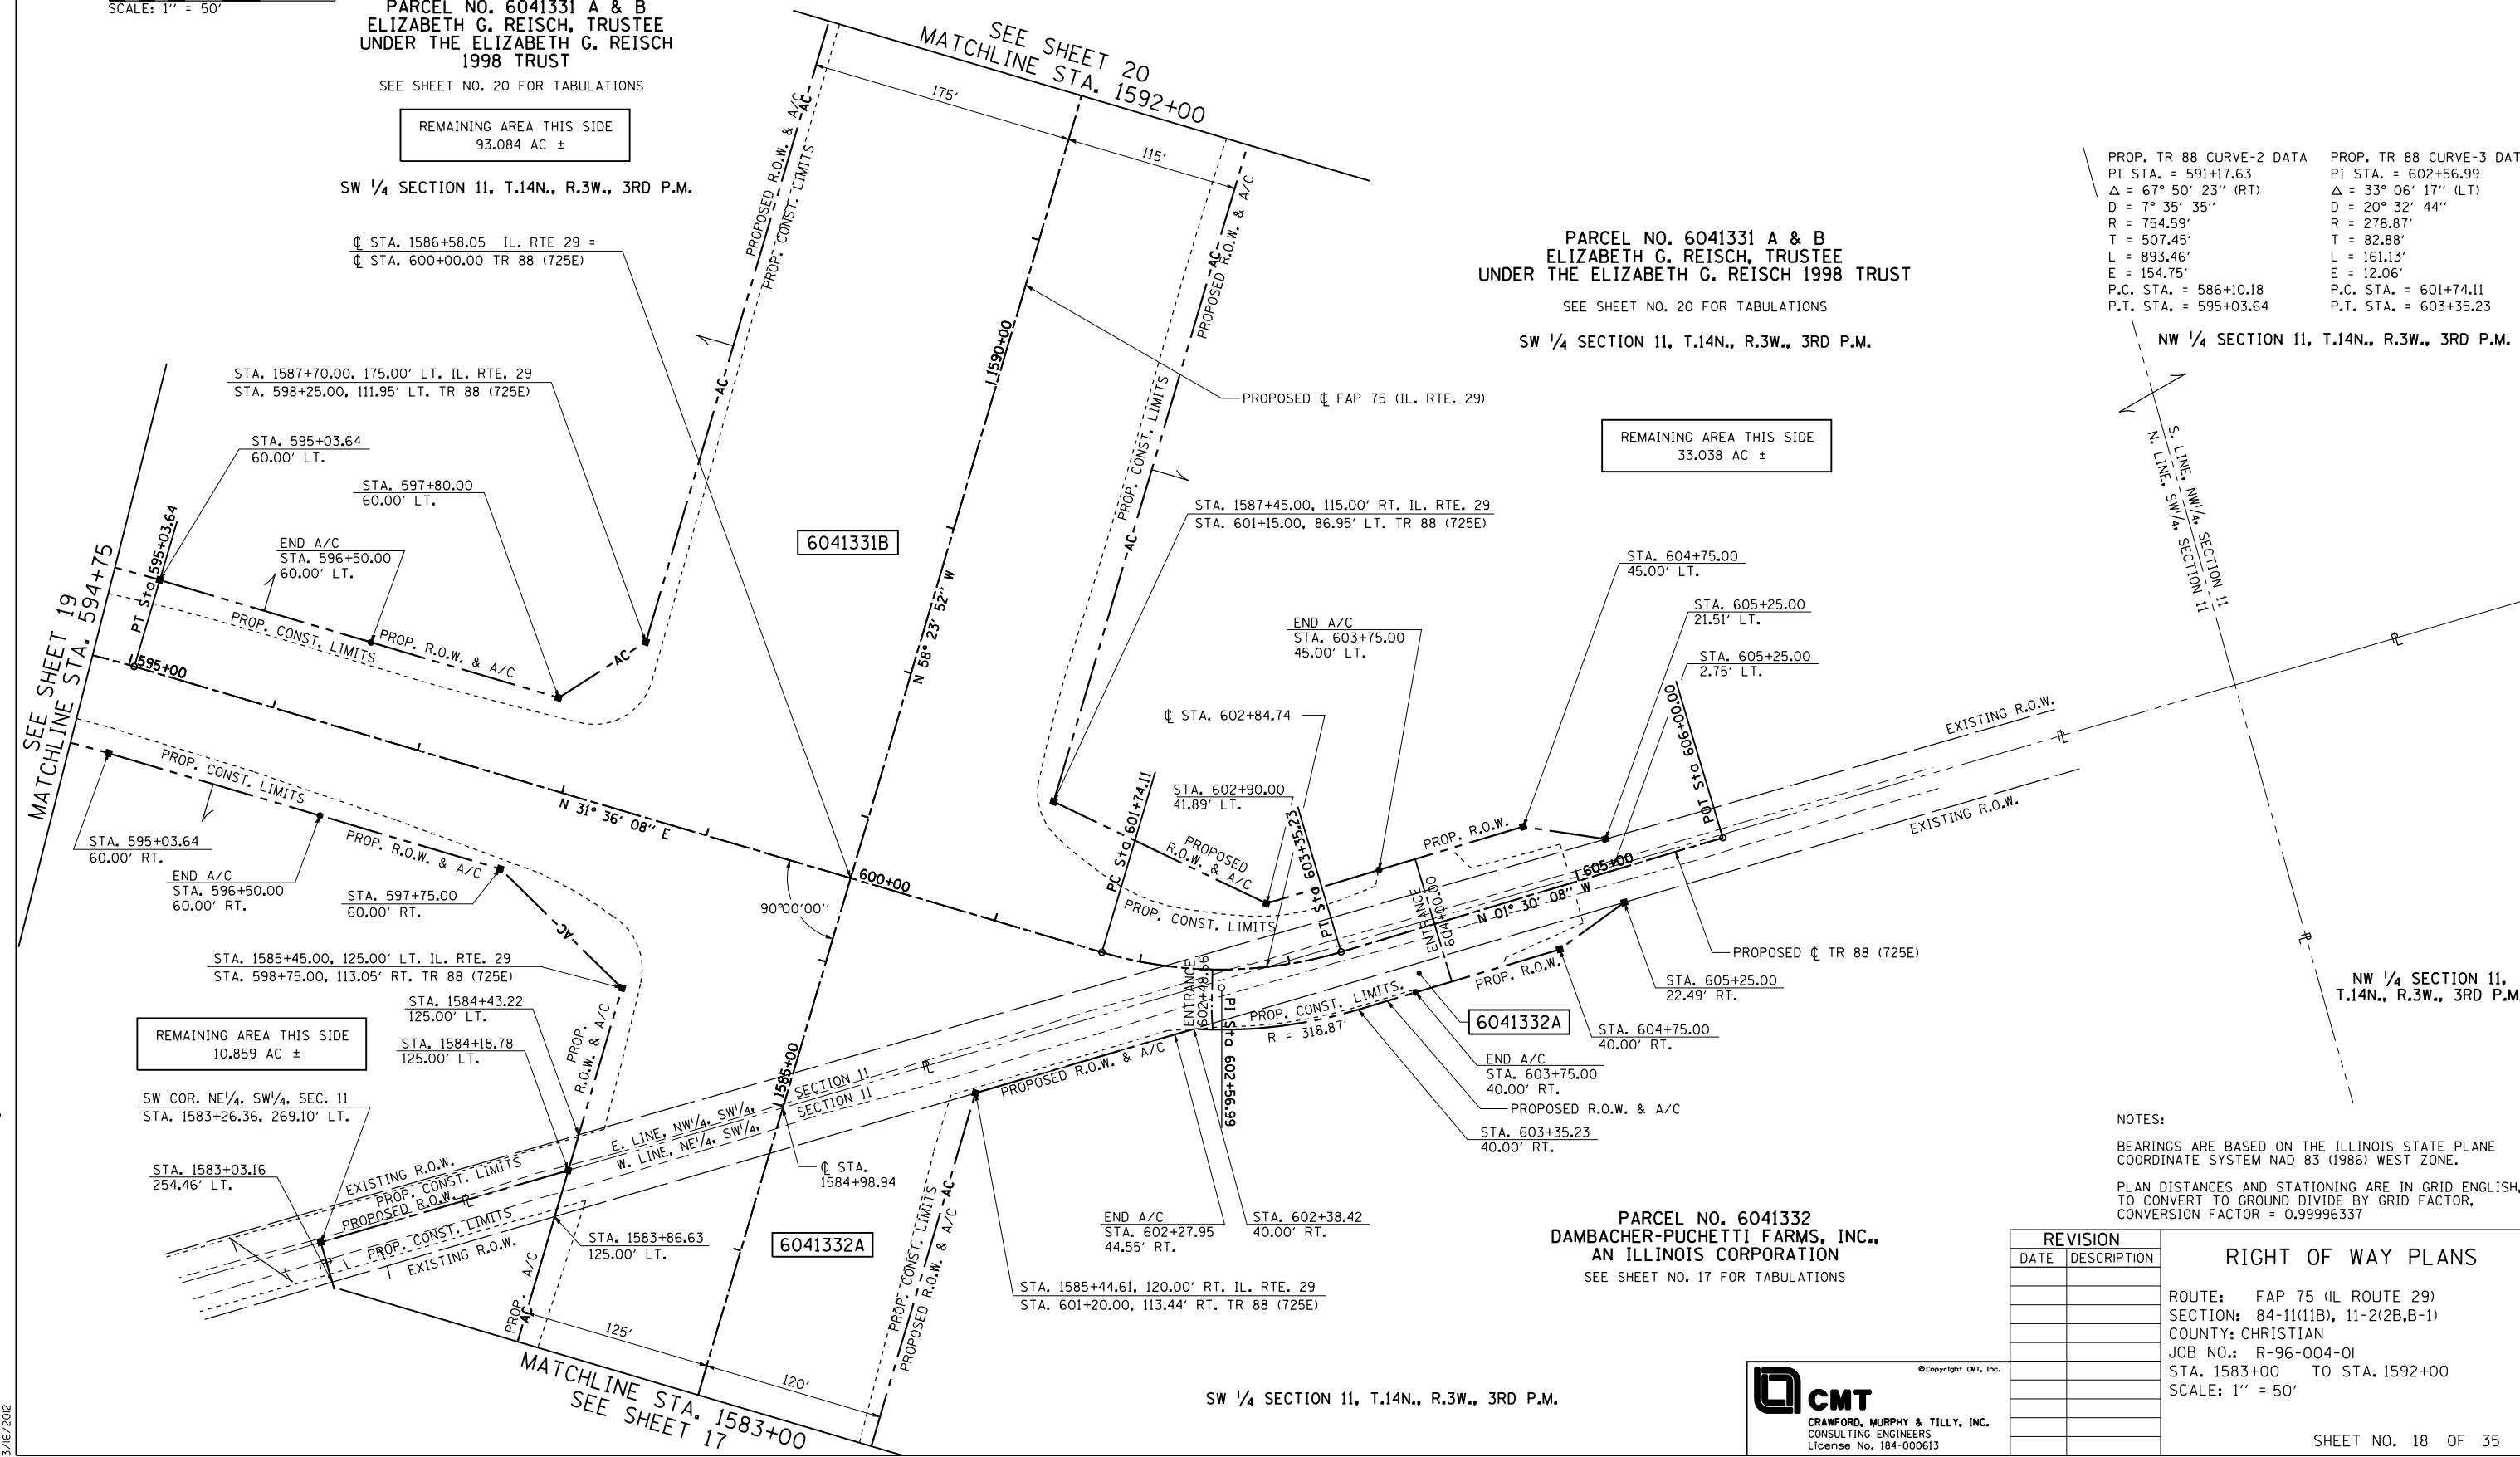 SCALE: 1'' = 50'
PARCEL NO. 6041331 A & B
ELIZABETH G. REISCH, TRUSTEE
UNDER THE ELIZABETH G. REISCH
1998 TRUST
SEE SHEET NO. 20 FOR TABULATIONS
REMAINING AREA THIS SIDE
93.084 AC ±
SW 1/4 SECTION 11, T.14N., R.3W., 3RD P.M.
℄ STA. 1586+58.05 IL. RTE 29 =
℄ STA. 600+00.00 TR 88 (725E)
STA. 1587+70.00, 175.00' LT. IL. RTE. 29
STA. 598+25.00, 111.95' LT. TR 88 (725E)
STA. 595+03.64
60.00' LT.
STA. 597+80.00
60.00' LT.
END A/C
STA. 596+50.00
60.00' LT.
PT Sta 595+03.64
SEE SHEET 19
MATCHLINE STA. 594+75
PROP. CONST. LIMITS
PROP. R.O.W. & A/C
AC
595+00
SEE SHEET 20
MATCHLINE STA. 1592+00
175'
115'
PROPOSED R.O.W. & A/C
AC
PROP. CONST. LIMITS
AC
PROPOSED R.O.W. & A/C
AC
PROP. CONST. LIMITS
AC
1590+00
N 58° 23' 52'' W
6041331B
PROPOSED ℄ FAP 75 (IL. RTE. 29)
PARCEL NO. 6041331 A & B
ELIZABETH G. REISCH, TRUSTEE
UNDER THE ELIZABETH G. REISCH 1998 TRUST
SEE SHEET NO. 20 FOR TABULATIONS
SW 1/4 SECTION 11, T.14N., R.3W., 3RD P.M.
REMAINING AREA THIS SIDE
33.038 AC ±
PROP. TR 88 CURVE-2 DATA
PI STA. = 591+17.63
Δ = 67° 50' 23'' (RT)
D = 7° 35' 35''
R = 754.59'
T = 507.45'
L = 893.46'
E = 154.75'
P.C. STA. = 586+10.18
P.T. STA. = 595+03.64
PROP. TR 88 CURVE-3 DAT
PI STA. = 602+56.99
Δ = 33° 06' 17'' (LT)
D = 20° 32' 44''
R = 278.87'
T = 82.88'
L = 161.13'
E = 12.06'
P.C. STA. = 601+74.11
P.T. STA. = 603+35.23
NW 1/4 SECTION 11, T.14N., R.3W., 3RD P.M.
S. LINE, NW1/4, SECTION 11
N. LINE, SW1/4, SECTION 11
STA. 1587+45.00, 115.00' RT. IL. RTE. 29
STA. 601+15.00, 86.95' LT. TR 88 (725E)
STA. 604+75.00
45.00' LT.
STA. 605+25.00
21.51' LT.
STA. 605+25.00
2.75' LT.
END A/C
STA. 603+75.00
45.00' LT.
℄ STA. 602+84.74
STA. 602+90.00
41.89' LT.
PC Sta 601+74.11
PT Sta 603+35.23
POT Sta 606+00.00
PROPOSED
R.O.W. & A/C
PROP. CONST. LIMITS
PROP. R.O.W.
ENTRANCE
604+00.00
605+00
N 01° 30' 08'' W
EXISTING R.O.W.
EXISTING R.O.W.
℄
℄
℄
PROPOSED ℄ TR 88 (725E)
PROP. CONST. LIMITS
PROP. R.O.W. & A/C
N 31° 36' 08'' E
600+00
90°00'00''
STA. 595+03.64
60.00' RT.
END A/C
STA. 596+50.00
60.00' RT.
STA. 597+75.00
60.00' RT.
AC
STA. 1585+45.00, 125.00' LT. IL. RTE. 29
STA. 598+75.00, 113.05' RT. TR 88 (725E)
STA. 1584+43.22
125.00' LT.
STA. 1584+18.78
125.00' LT.
REMAINING AREA THIS SIDE
10.859 AC ±
SW COR. NE1/4, SW1/4, SEC. 11
STA. 1583+26.36, 269.10' LT.
STA. 1583+03.16
254.46' LT.
PROP.
R.O.W. & A/C
EXISTING R.O.W.
PROP. CONST. LIMITS
PROPOSED R.O.W.
PROP. CONST. LIMITS
EXISTING R.O.W.
E. LINE, NW1/4, SW1/4, SECTION 11
W. LINE, NE1/4, SW1/4, SECTION 11
1585+00
℄ STA.
1584+98.94
STA. 1583+86.63
125.00' LT.
PROP. A/C
AC
6041332A
125'
120'
MATCHLINE STA. 1583+00
SEE SHEET 17
PROP. CONST. LIMITS
PROPOSED R.O.W. & A/C
AC
PROPOSED R.O.W. & A/C
ENTRANCE
602+48.66
PI Sta 602+56.99
PROP. CONST. LIMITS
R = 318.87'
PROP. R.O.W.
6041332A
STA. 605+25.00
22.49' RT.
STA. 604+75.00
40.00' RT.
END A/C
STA. 603+75.00
40.00' RT.
PROPOSED R.O.W. & A/C
STA. 603+35.23
40.00' RT.
END A/C
STA. 602+27.95
44.55' RT.
STA. 602+38.42
40.00' RT.
STA. 1585+44.61, 120.00' RT. IL. RTE. 29
STA. 601+20.00, 113.44' RT. TR 88 (725E)
PARCEL NO. 6041332
DAMBACHER-PUCHETTI FARMS, INC.,
AN ILLINOIS CORPORATION
SEE SHEET NO. 17 FOR TABULATIONS
SW 1/4 SECTION 11, T.14N., R.3W., 3RD P.M.
NW 1/4 SECTION 11,
T.14N., R.3W., 3RD P.M
NOTES:
BEARINGS ARE BASED ON THE ILLINOIS STATE PLANE
COORDINATE SYSTEM NAD 83 (1986) WEST ZONE.
PLAN DISTANCES AND STATIONING ARE IN GRID ENGLISH,
TO CONVERT TO GROUND DIVIDE BY GRID FACTOR,
CONVERSION FACTOR = 0.99996337
REVISION
DATE DESCRIPTION
RIGHT OF WAY PLANS
ROUTE: FAP 75 (IL ROUTE 29)
SECTION: 84-11(11B), 11-2(2B,B-1)
COUNTY: CHRISTIAN
JOB NO.: R-96-004-01
STA. 1583+00 TO STA. 1592+00
SCALE: 1'' = 50'
SHEET NO. 18 OF 35
©Copyright CMT, Inc.
CMT
CRAWFORD, MURPHY & TILLY, INC.
CONSULTING ENGINEERS
License No. 184-000613
3/16/2012